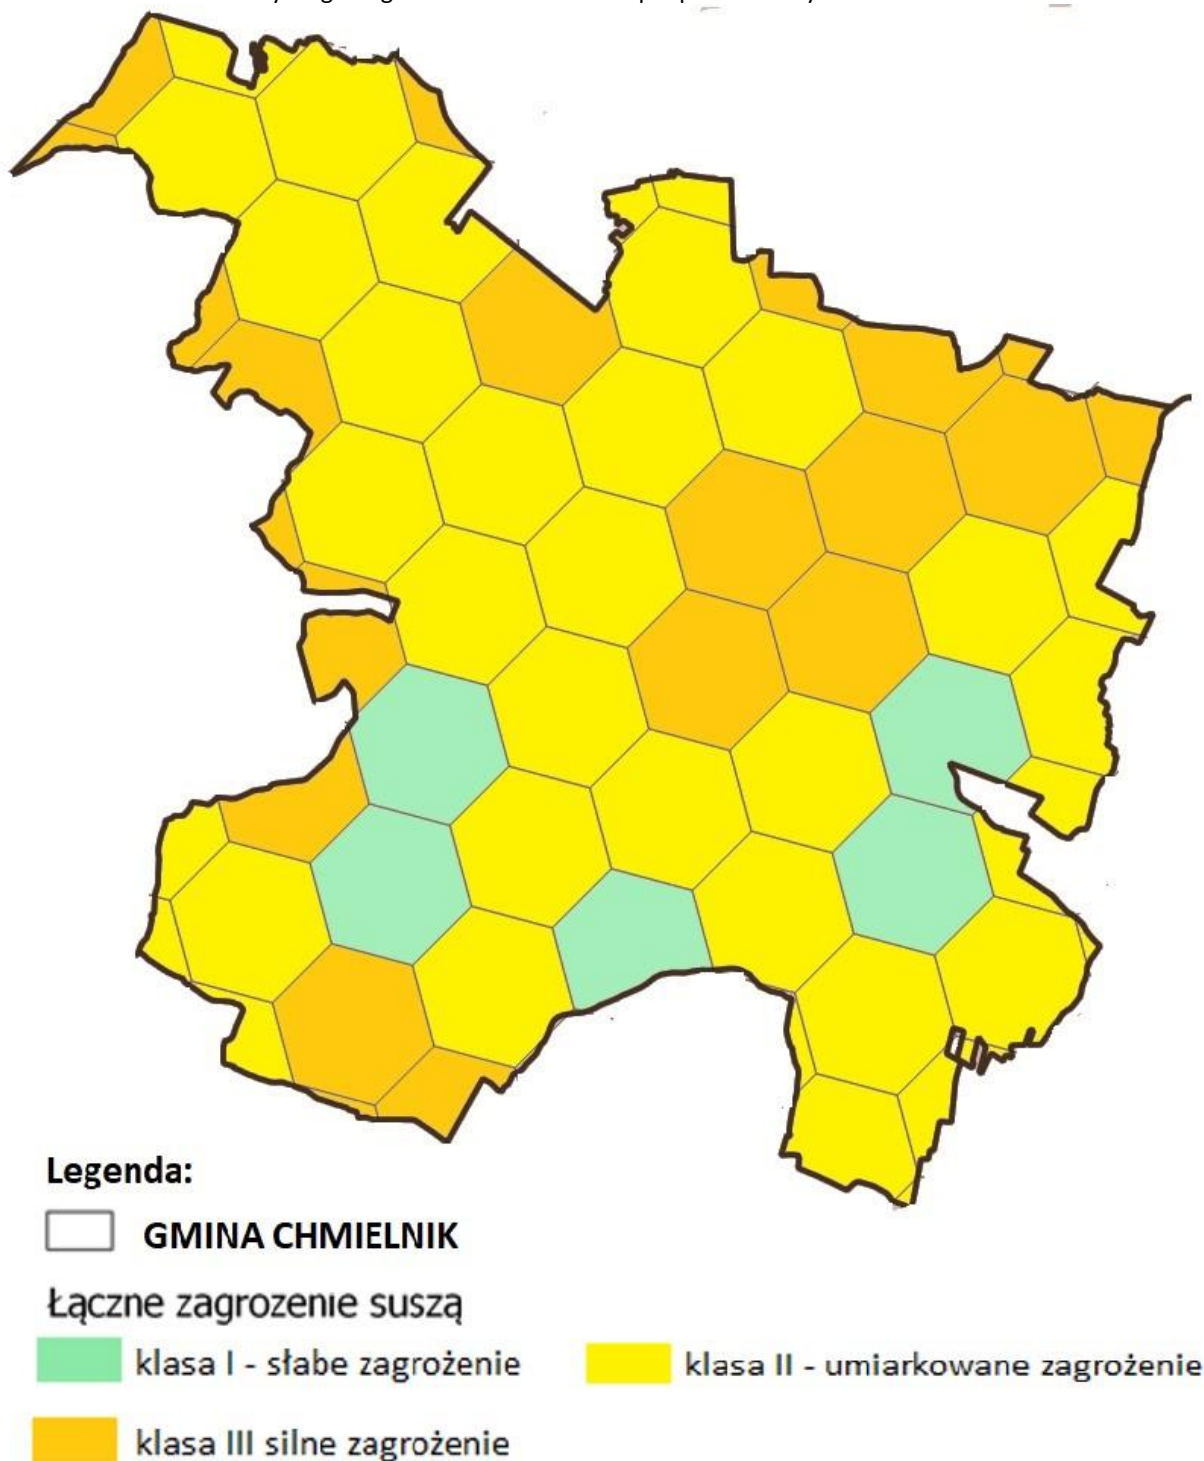 Legenda:
GMINA CHMIELNIK
Łączne zagrozenie suszą
klasa I - słabe zagrożenie
klasa II - umiarkowane zagrożenie
klasa III silne zagrożenie